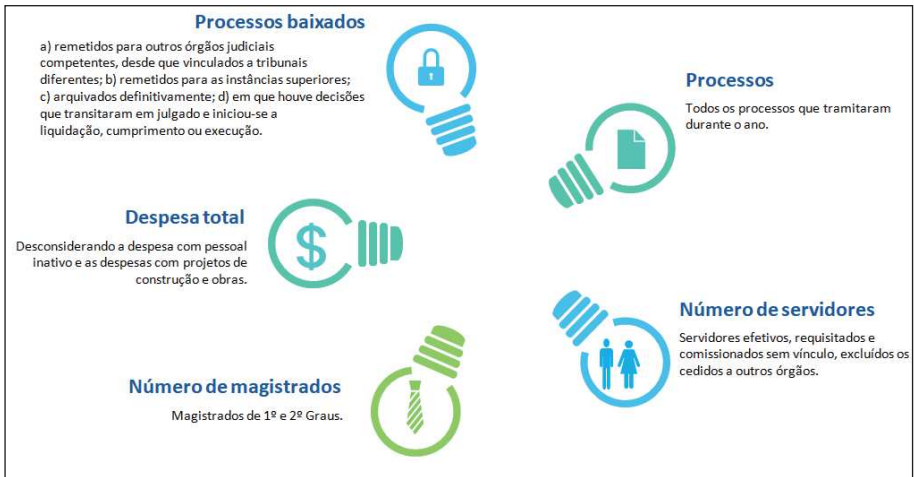 Processos baixados
a) remetidos para outros órgãos judiciais
competentes, desde que vinculados a tribunais
diferentes; b) remetidos para as instâncias superiores;
c) arquivados definitivamente; d) em que houve decisões
que transitaram em julgado e iniciou-se a
liquidação, cumprimento ou execução.
Processos
Todos os processos que tramitaram
durante o ano.
Despesa total
Desconsiderando a despesa com pessoal
inativo e as despesas com projetos de
construção e obras.
$
Número de servidores
Servidores efetivos, requisitados e
comissionados sem vínculo, excluídos os
cedidos a outros órgãos.
Número de magistrados
Magistrados de 1º e 2º Graus.